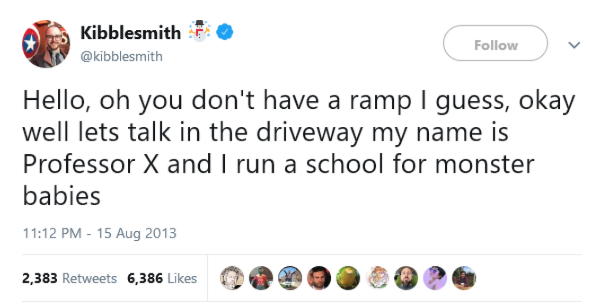 Kibblesmith
@kibblesmith
Follow
Hello, oh you don't have a ramp I guess, okay
well lets talk in the driveway my name is
Professor X and I run a school for monster
babies
11:12 PM - 15 Aug 2013
2,383 Retweets 6,386 Likes